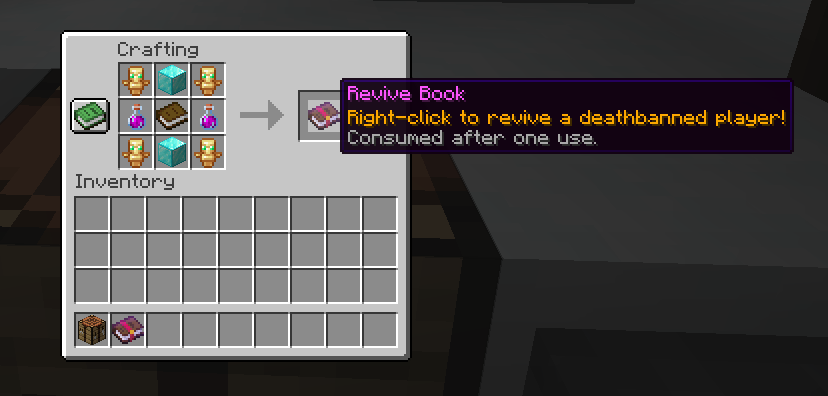 Crafting
Revive Book
Right-click to revive a deathbanned player!
Consumed after one use.
Inventory